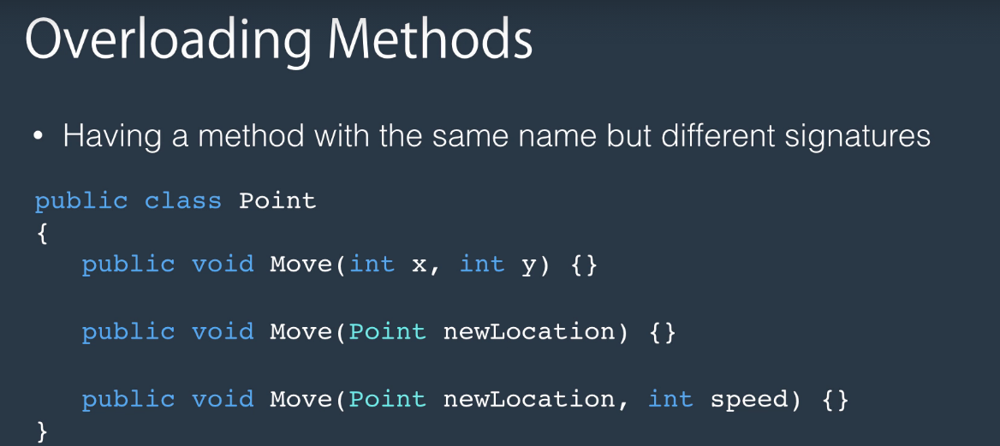 Overloading Methods
• Having a method with the same name but different signatures
public class Point
{
public void Move(int x, int y) {}
public void Move(Point newLocation) {}
public void Move(Point newLocation, int speed) {}
}